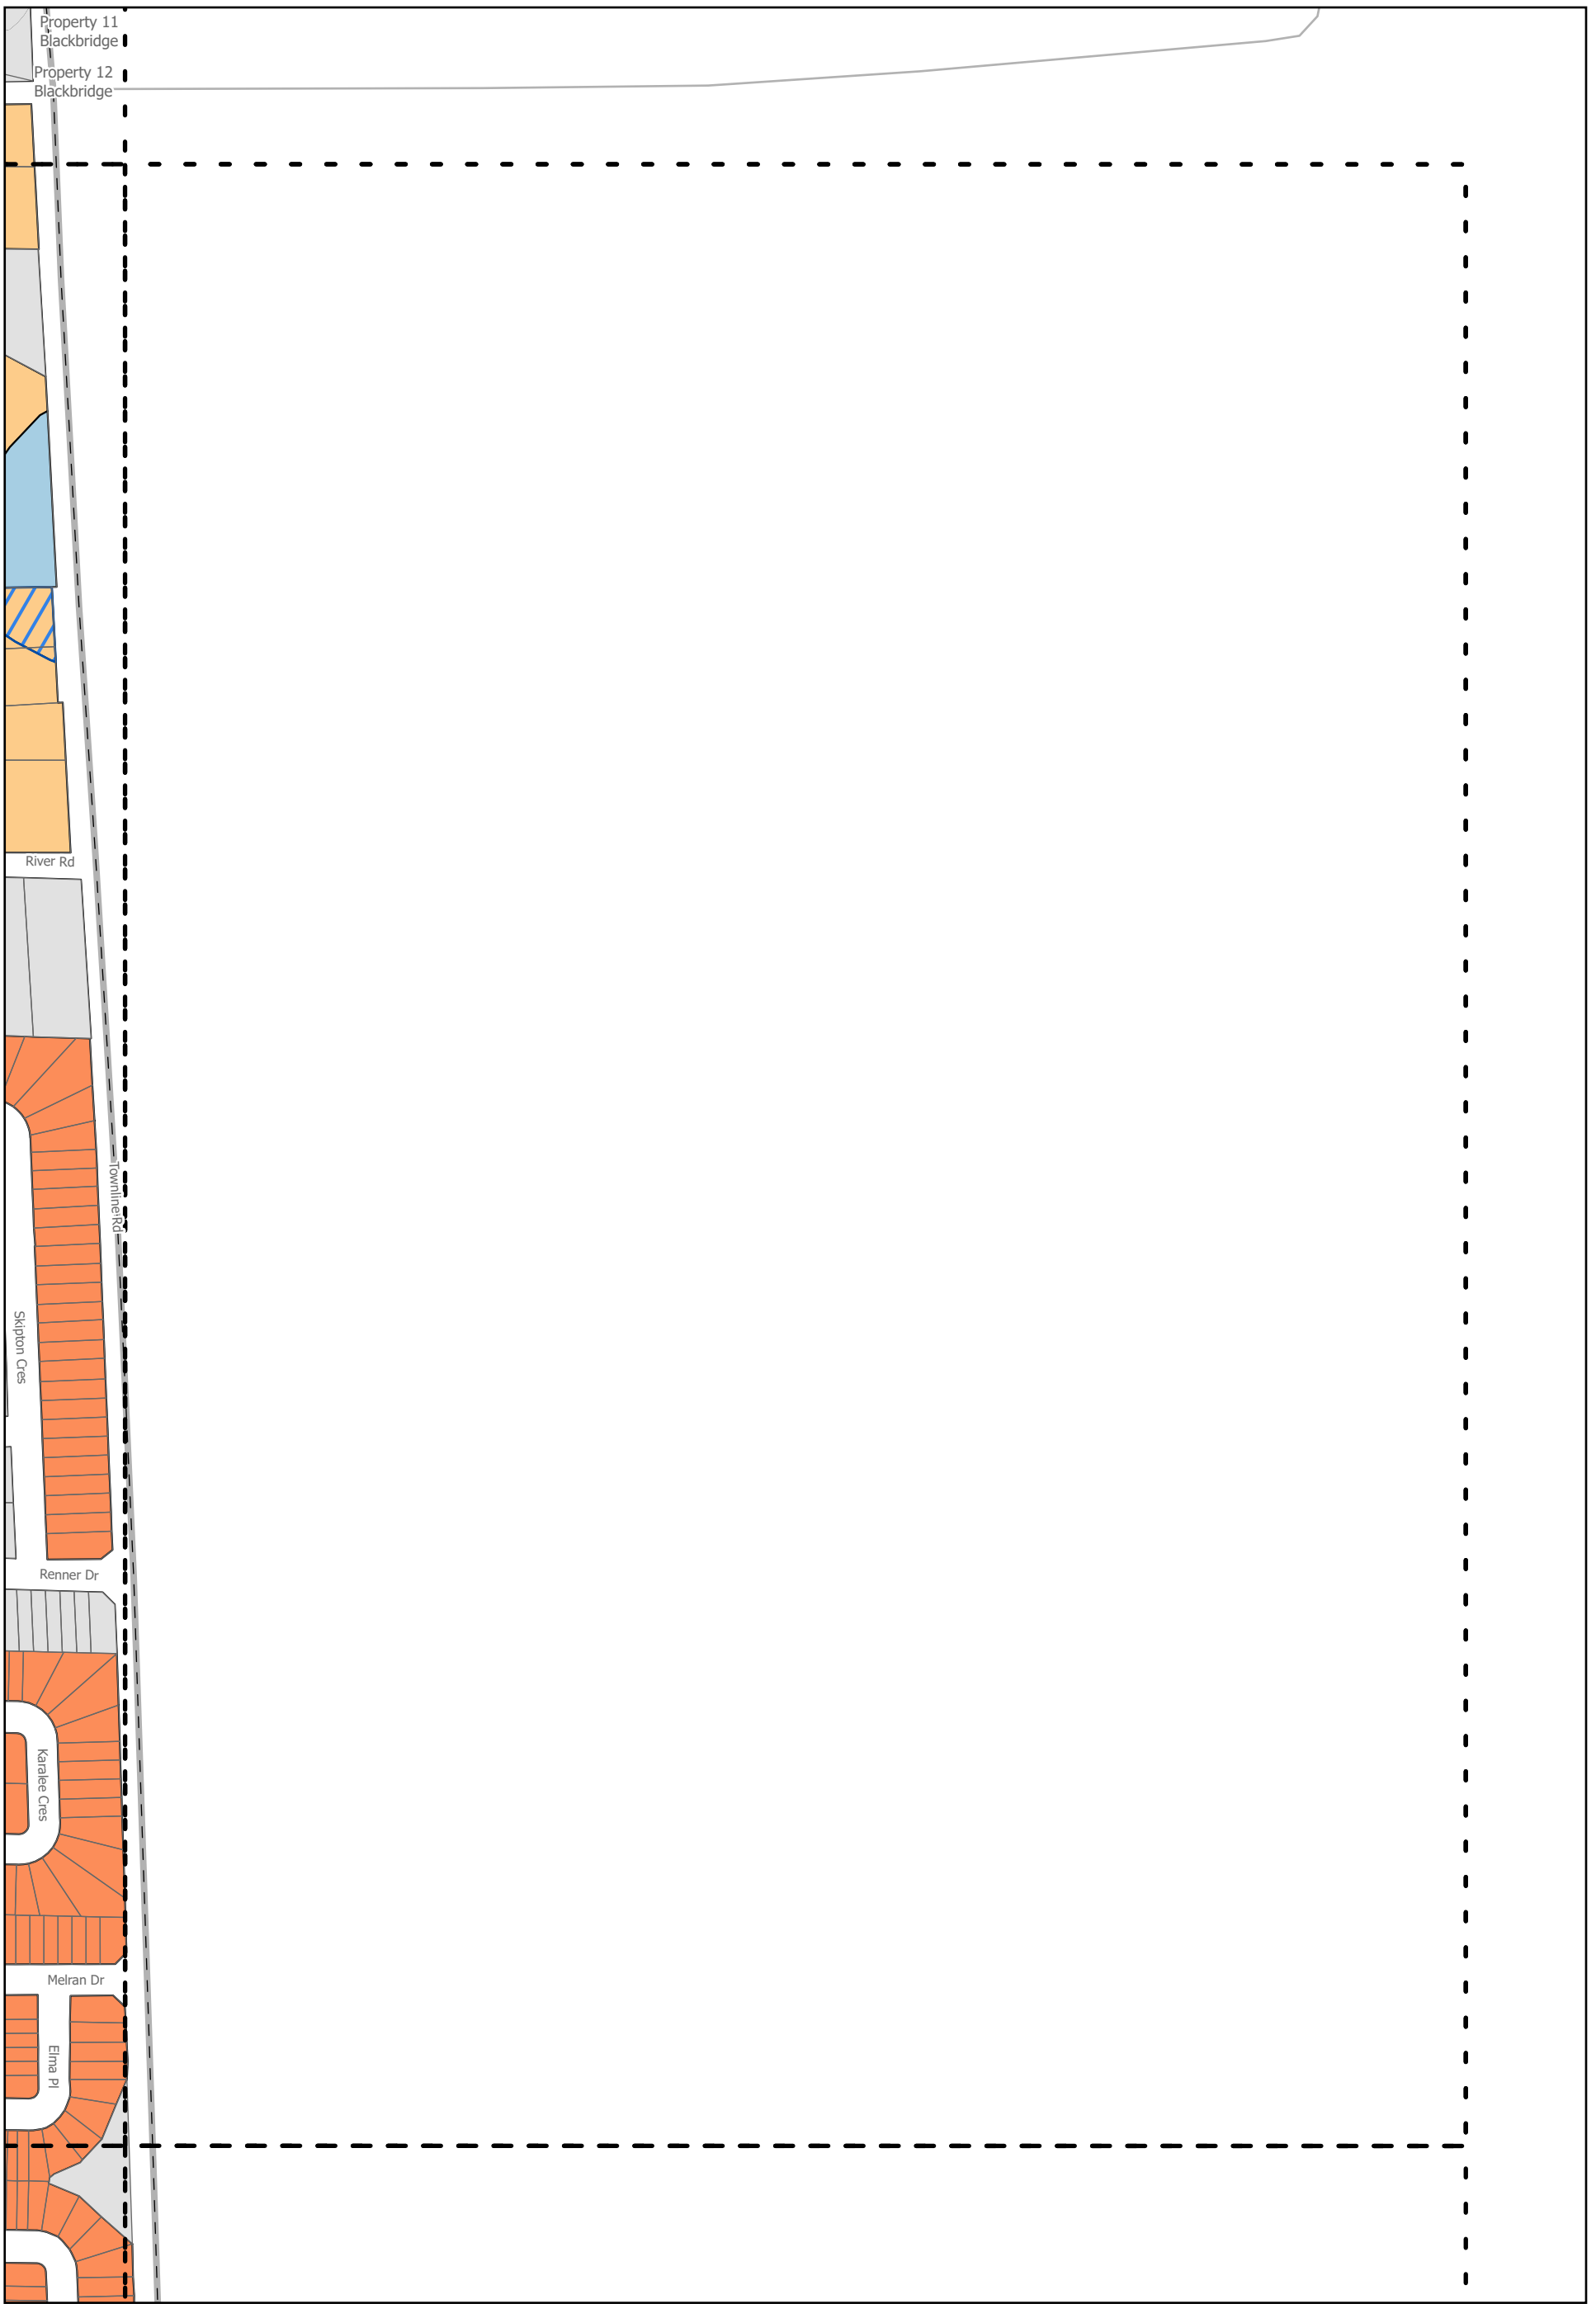 Property 11
Blackbridge
Property 12
Blackbridge
River Rd
Townline Rd
Skipton Cres
Renner Dr
Karalee Cres
Melran Dr
Elma Pl